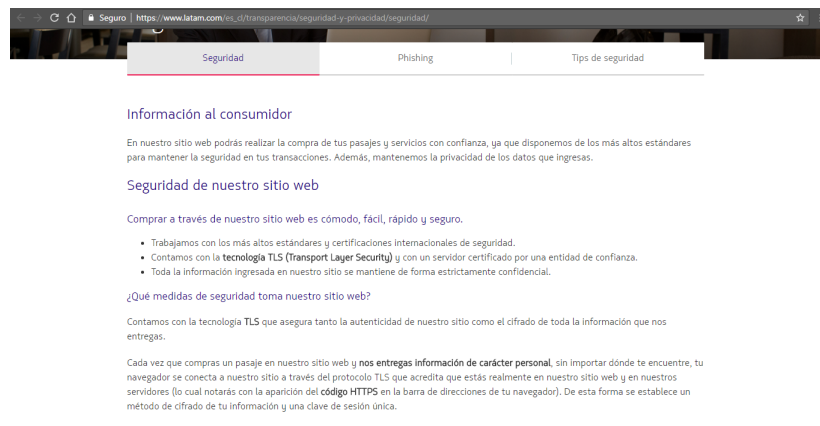 Seguro | https://www.latam.com/es_cl/transparencia/seguridad-y-privacidad/seguridad/
Seguridad
Phishing
Tips de seguridad
Información al consumidor
En nuestro sitio web podrás realizar la compra de tus pasajes y servicios con confianza, ya que disponemos de los más altos estándares
para mantener la seguridad en tus transacciones. Además, mantenemos la privacidad de los datos que ingresas.
Seguridad de nuestro sitio web
Comprar a través de nuestro sitio web es cómodo, fácil, rápido y seguro.
• Trabajamos con los más altos estándares y certificaciones internacionales de seguridad.
• Contamos con la tecnología TLS (Transport Layer Security) y con un servidor certificado por una entidad de confianza.
• Toda la información ingresada en nuestro sitio se mantiene de forma estrictamente confidencial.
¿Qué medidas de seguridad toma nuestro sitio web?
Contamos con la tecnología TLS que asegura tanto la autenticidad de nuestro sitio como el cifrado de toda la información que nos
entregas.
Cada vez que compras un pasaje en nuestro sitio web y nos entregas información de carácter personal, sin importar dónde te encuentre, tu
navegador se conecta a nuestro sitio a través del protocolo TLS que acredita que estás realmente en nuestro sitio web y en nuestros
servidores (lo cual notarás con la aparición del código HTTPS en la barra de direcciones de tu navegador). De esta forma se establece un
método de cifrado de tu información y una clave de sesión única.